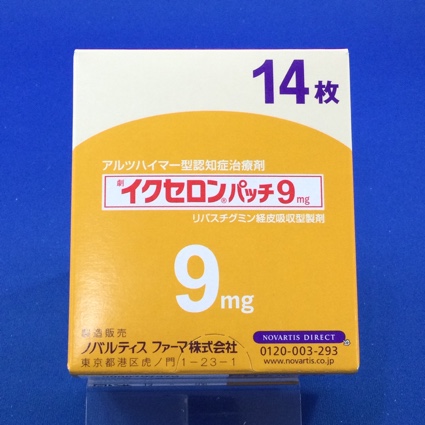 14枚
アルツハイマー型認知症治療剤
劇 イクセロン®パッチ9mg
リバスチグミン経皮吸収型製剤
9mg
製造販売
ノバルティス ファーマ株式会社
東京都港区虎ノ門1-23-1
NOVARTIS DIRECT
0120-003-293
www.novartis.co.jp